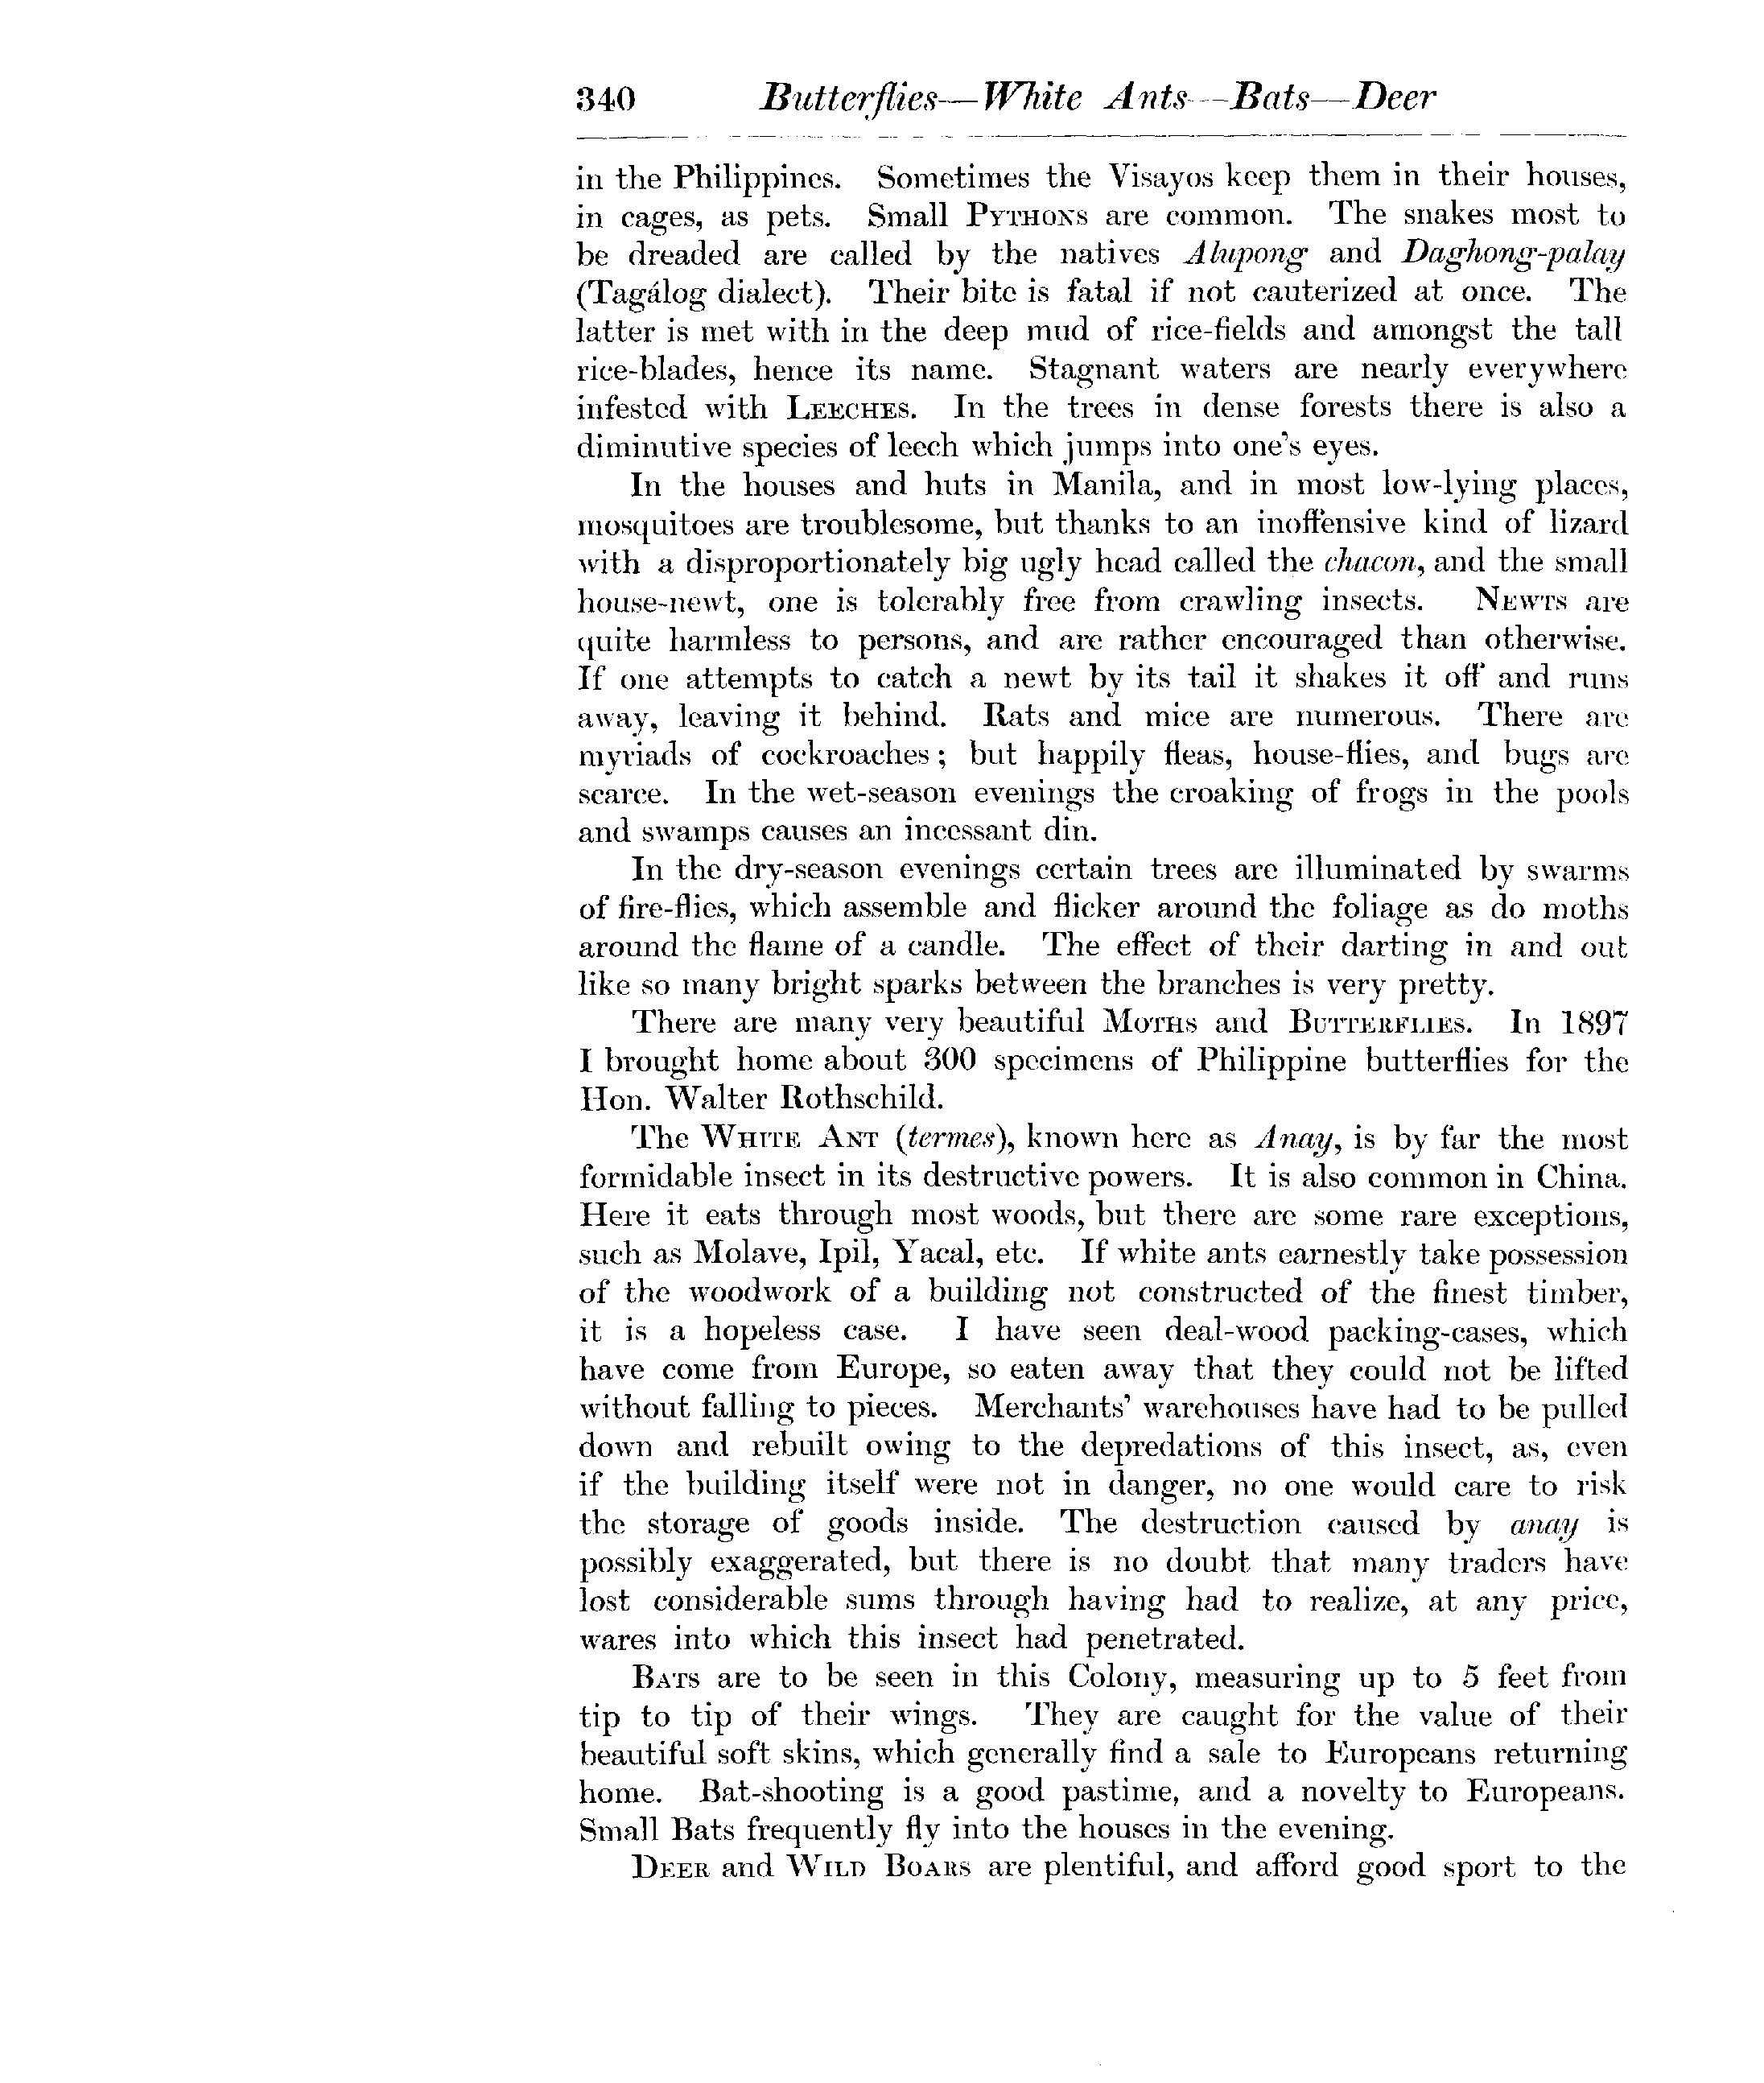 340 Butterflies—White Ants—Bats—Deer
in the Philippines. Sometimes the Visayos keep them in their houses,
in cages, as pets. Small PYTHONS are common. The snakes most to
be dreaded are called by the natives Alupong and Daghong-palay
(Tagálog dialect). Their bite is fatal if not cauterized at once. The
latter is met with in the deep mud of rice-fields and amongst the tall
rice-blades, hence its name. Stagnant waters are nearly everywhere
infested with LEECHES. In the trees in dense forests there is also a
diminutive species of leech which jumps into one's eyes.
In the houses and huts in Manila, and in most low-lying places,
mosquitoes are troublesome, but thanks to an inoffensive kind of lizard
with a disproportionately big ugly head called the chacon, and the small
house-newt, one is tolerably free from crawling insects. NEWTS are
quite harmless to persons, and are rather encouraged than otherwise.
If one attempts to catch a newt by its tail it shakes it off and runs
away, leaving it behind. Rats and mice are numerous. There are
myriads of cockroaches; but happily fleas, house-flies, and bugs are
scarce. In the wet-season evenings the croaking of frogs in the pools
and swamps causes an incessant din.
In the dry-season evenings certain trees are illuminated by swarms
of fire-flies, which assemble and flicker around the foliage as do moths
around the flame of a candle. The effect of their darting in and out
like so many bright sparks between the branches is very pretty.
There are many very beautiful MOTHS and BUTTERFLIES. In 1897
I brought home about 300 specimens of Philippine butterflies for the
Hon. Walter Rothschild.
The WHITE ANT (termes), known here as Anay, is by far the most
formidable insect in its destructive powers. It is also common in China.
Here it eats through most woods, but there are some rare exceptions,
such as Molave, Ipil, Yacal, etc. If white ants earnestly take possession
of the woodwork of a building not constructed of the finest timber,
it is a hopeless case. I have seen deal-wood packing-cases, which
have come from Europe, so eaten away that they could not be lifted
without falling to pieces. Merchants' warehouses have had to be pulled
down and rebuilt owing to the depredations of this insect, as, even
if the building itself were not in danger, no one would care to risk
the storage of goods inside. The destruction caused by anay is
possibly exaggerated, but there is no doubt that many traders have
lost considerable sums through having had to realize, at any price,
wares into which this insect had penetrated.
BATS are to be seen in this Colony, measuring up to 5 feet from
tip to tip of their wings. They are caught for the value of their
beautiful soft skins, which generally find a sale to Europeans returning
home. Bat-shooting is a good pastime, and a novelty to Europeans.
Small Bats frequently fly into the houses in the evening.
DEER and WILD BOARS are plentiful, and afford good sport to the